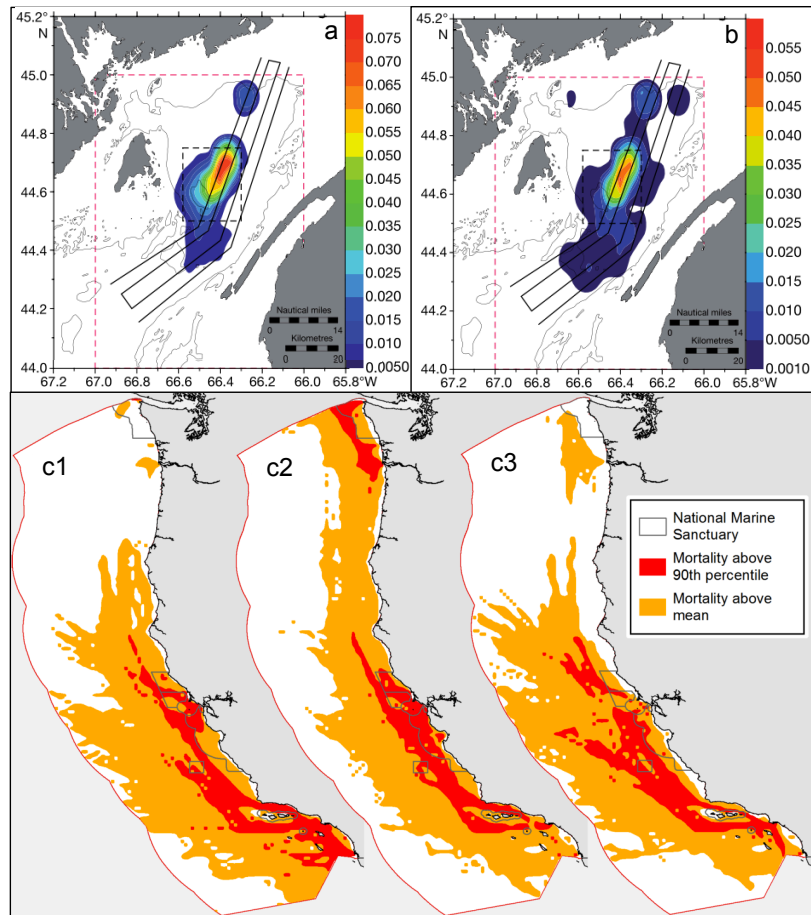 a
45.2°
N
45.0
44.8
44.6
44.4
44.2
44.0
67.2 67.0 66.8 66.6 66.4 66.2 66.0 65.8°W
Nautical miles
0 14
Kilometres
0 20
0.075
0.070
0.065
0.060
0.055
0.050
0.045
0.040
0.035
0.030
0.025
0.020
0.015
0.010
0.0050
b
45.2°
N
45.0
44.8
44.6
44.4
44.2
44.0
67.2 67.0 66.8 66.6 66.4 66.2 66.0 65.8°W
Nautical miles
0 14
Kilometres
0 20
0.055
0.050
0.045
0.040
0.035
0.030
0.025
0.020
0.015
0.010
0.0050
0.0010
c1
c2
c3
National Marine
Sanctuary
Mortality above
90th percentile
Mortality above
mean